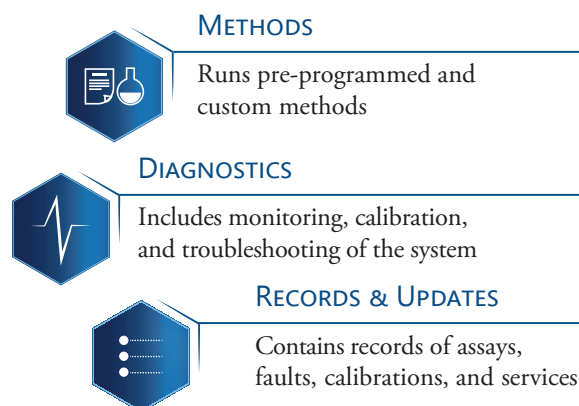 METHODS
Runs pre-programmed and
custom methods
DIAGNOSTICS
Includes monitoring, calibration,
and troubleshooting of the system
RECORDS & UPDATES
Contains records of assays,
faults, calibrations, and services